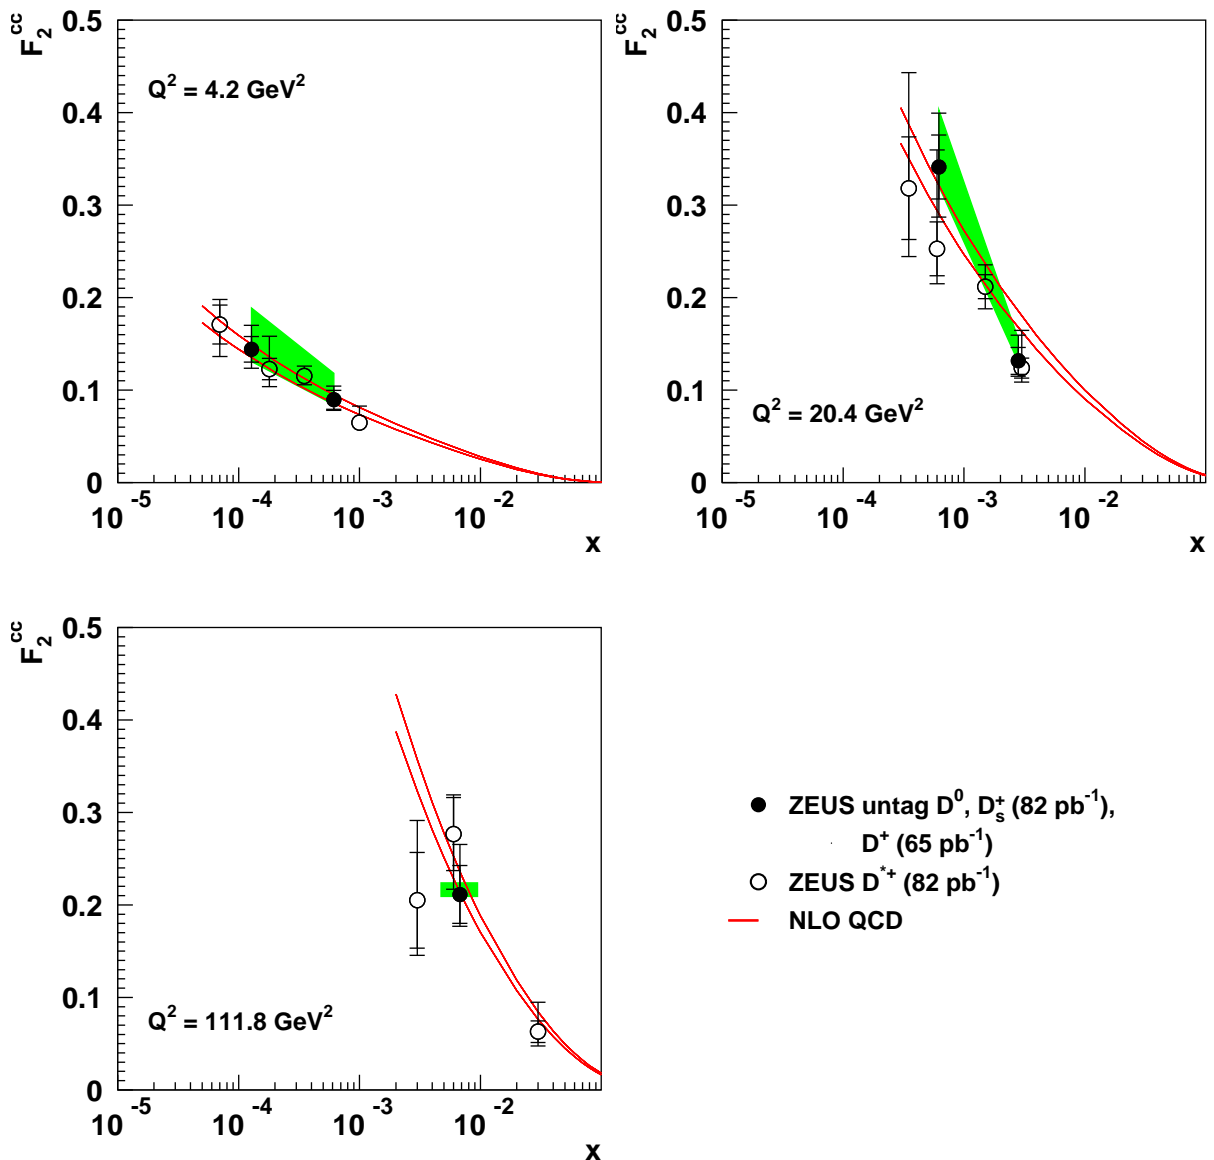 F₂ᶜᶜ
0.5
0.4
0.3
0.2
0.1
0
Q² = 4.2 GeV²
10⁻⁵ 10⁻⁴ 10⁻³ 10⁻²
x
F₂ᶜᶜ
0.5
0.4
0.3
0.2
0.1
0
Q² = 20.4 GeV²
10⁻⁵ 10⁻⁴ 10⁻³ 10⁻²
x
F₂ᶜᶜ
0.5
0.4
0.3
0.2
0.1
0
Q² = 111.8 GeV²
10⁻⁵ 10⁻⁴ 10⁻³ 10⁻²
x
ZEUS untag D⁰, Dₛ⁺ (82 pb⁻¹),
D⁺ (65 pb⁻¹)
ZEUS D*⁺ (82 pb⁻¹)
NLO QCD